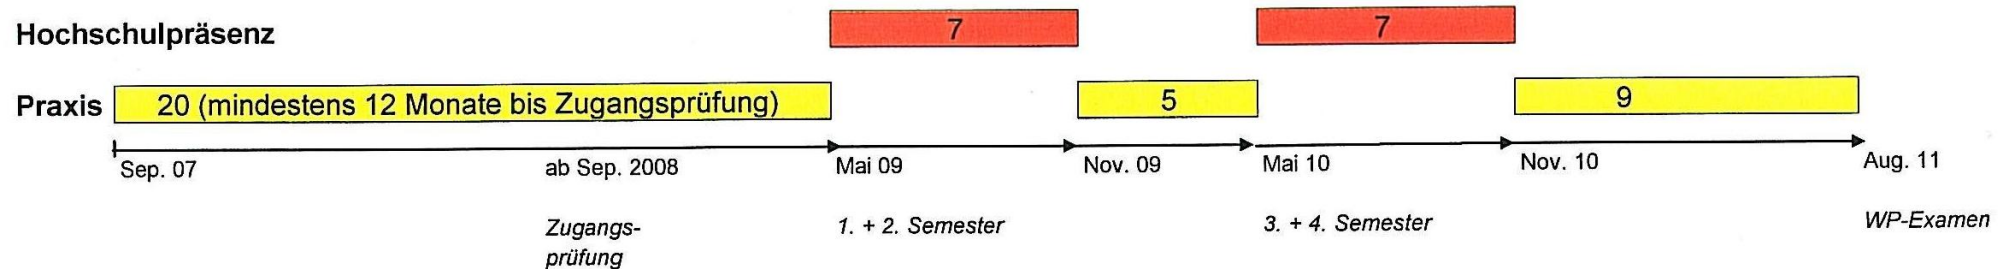 Hochschulpräsenz
7
7
Praxis
20 (mindestens 12 Monate bis Zugangsprüfung)
5
9
Sep. 07
ab Sep. 2008
Mai 09
Nov. 09
Mai 10
Nov. 10
Aug. 11
Zugangs-
prüfung
1. + 2. Semester
3. + 4. Semester
WP-Examen